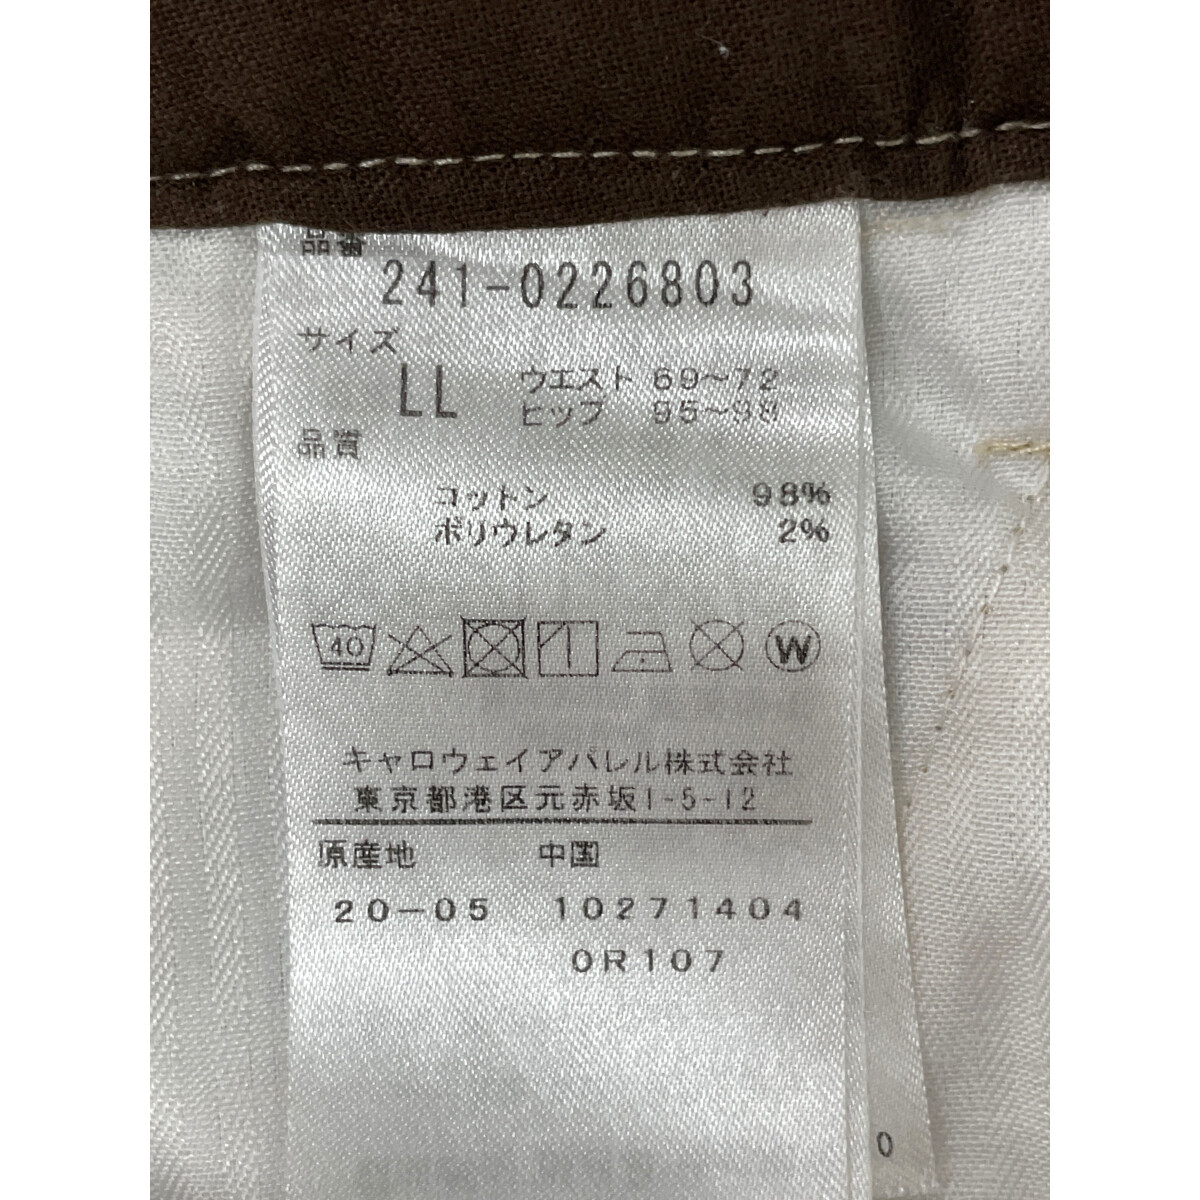 品番
241-0226803
サイズ
LL ウエスト 69〜72
ヒップ 95〜98
品質
コットン 98%
ポリウレタン 2%
40
W
キャロウェイアパレル株式会社
東京都港区元赤坂1-5-12
原産地 中国
20-05 10271404
0R107
0